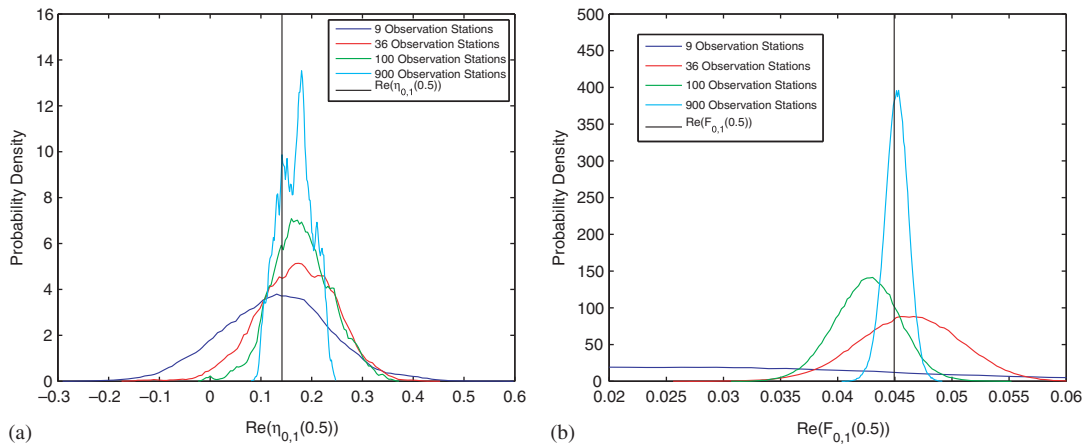 16
14
12
10
8
6
4
2
0
Probability Density
−0.3 −0.2 −0.1 0 0.1 0.2 0.3 0.4 0.5 0.6
Re(η0,1(0.5))
(a)
9 Observation Stations
36 Observation Stations
100 Observation Stations
900 Observation Stations
Re(η0,1(0.5))
500
450
400
350
300
250
200
150
100
50
0
Probability Density
0.02 0.025 0.03 0.035 0.04 0.045 0.05 0.055 0.06
Re(F0,1(0.5))
(b)
9 Observation Stations
36 Observation Stations
100 Observation Stations
900 Observation Stations
Re(F0,1(0.5))